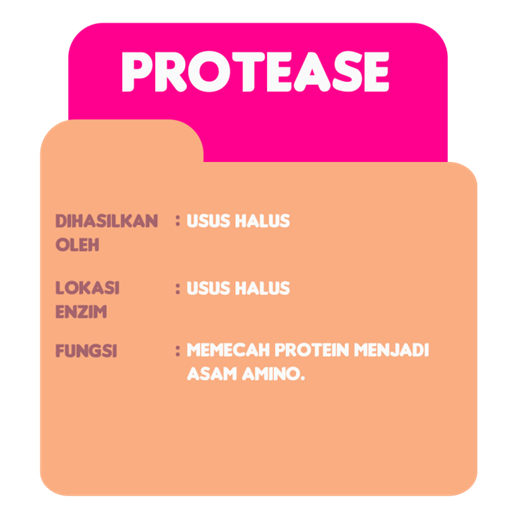 PROTEASE
DIHASILKAN OLEH : USUS HALUS
LOKASI ENZIM : USUS HALUS
FUNGSI : MEMECAH PROTEIN MENJADI
ASAM AMINO.